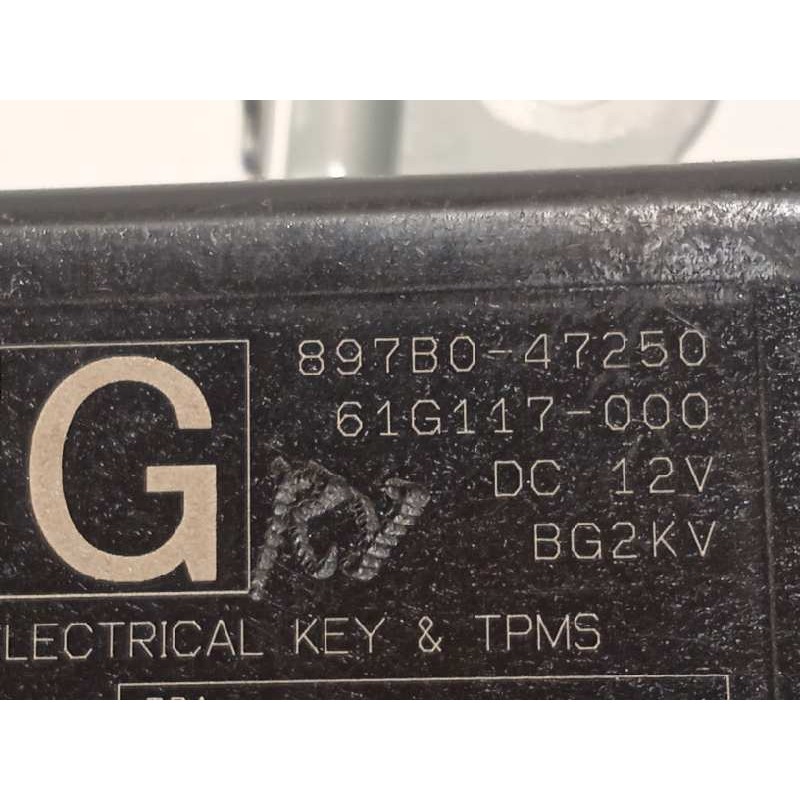 G
897B0-47250
61G117-000
DC 12V
BG2KV
LECTRICAL KEY & TPMS